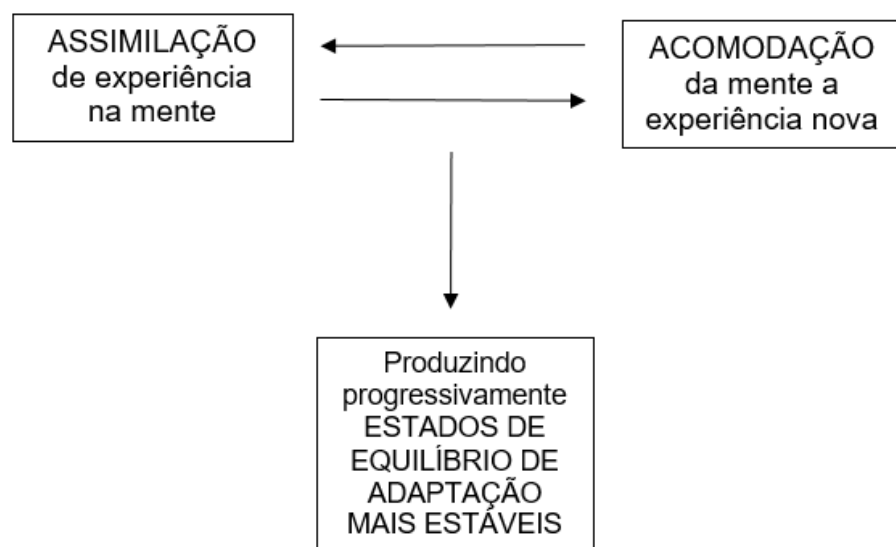 ASSIMILAÇÃO
de experiência
na mente
ACOMODAÇÃO
da mente a
experiência nova
Produzindo
progressivamente
ESTADOS DE
EQUILÍBRIO DE
ADAPTAÇÃO
MAIS ESTÁVEIS